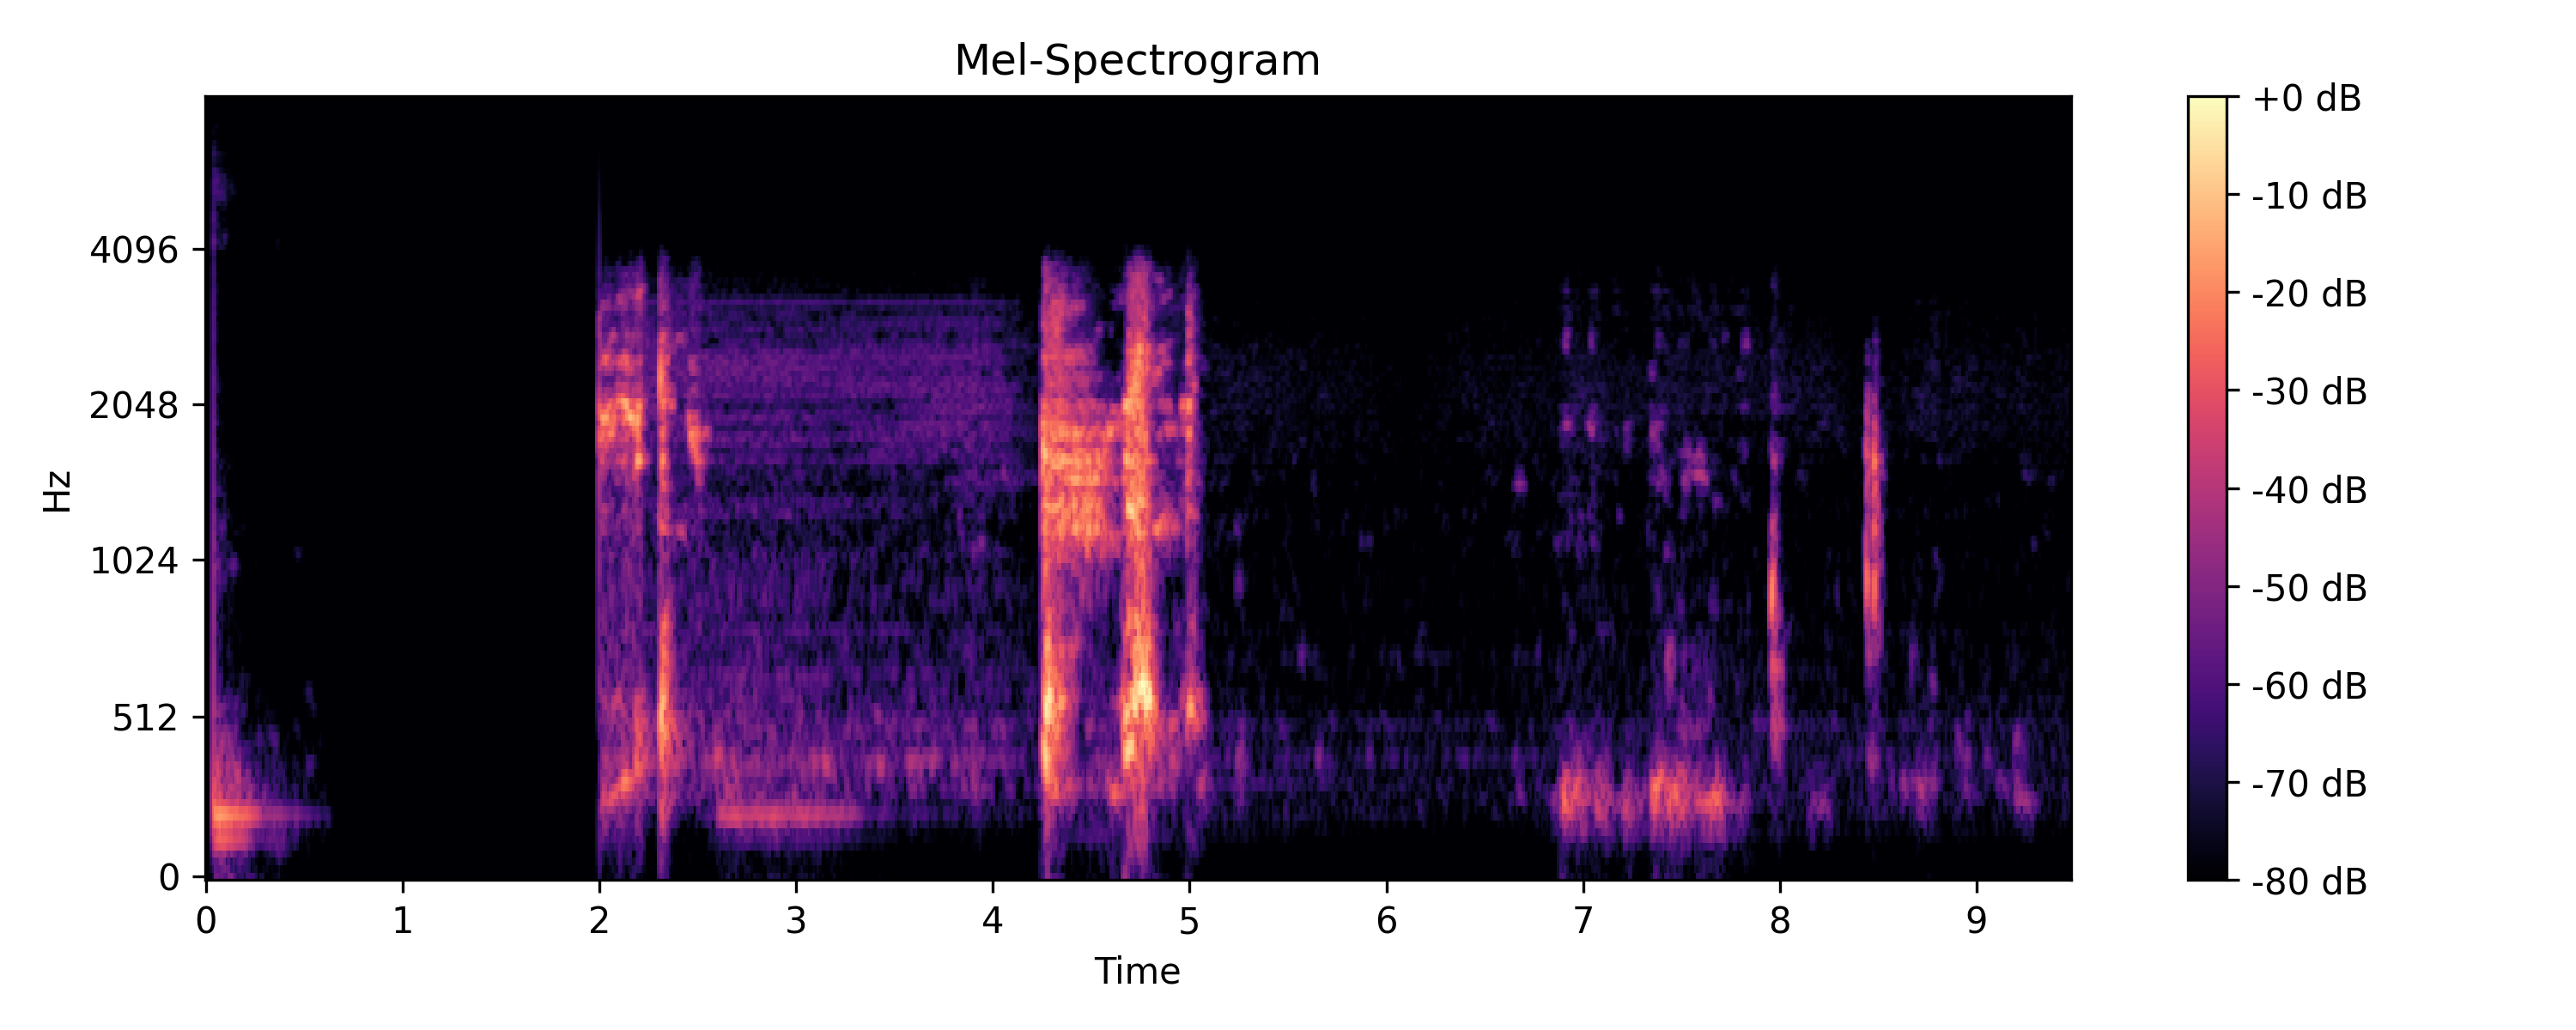 Mel-Spectrogram
+0 dB
-10 dB
-20 dB
-30 dB
-40 dB
-50 dB
-60 dB
-70 dB
-80 dB
4096
2048
1024
512
0
Hz
0 1 2 3 4 5 6 7 8 9
Time